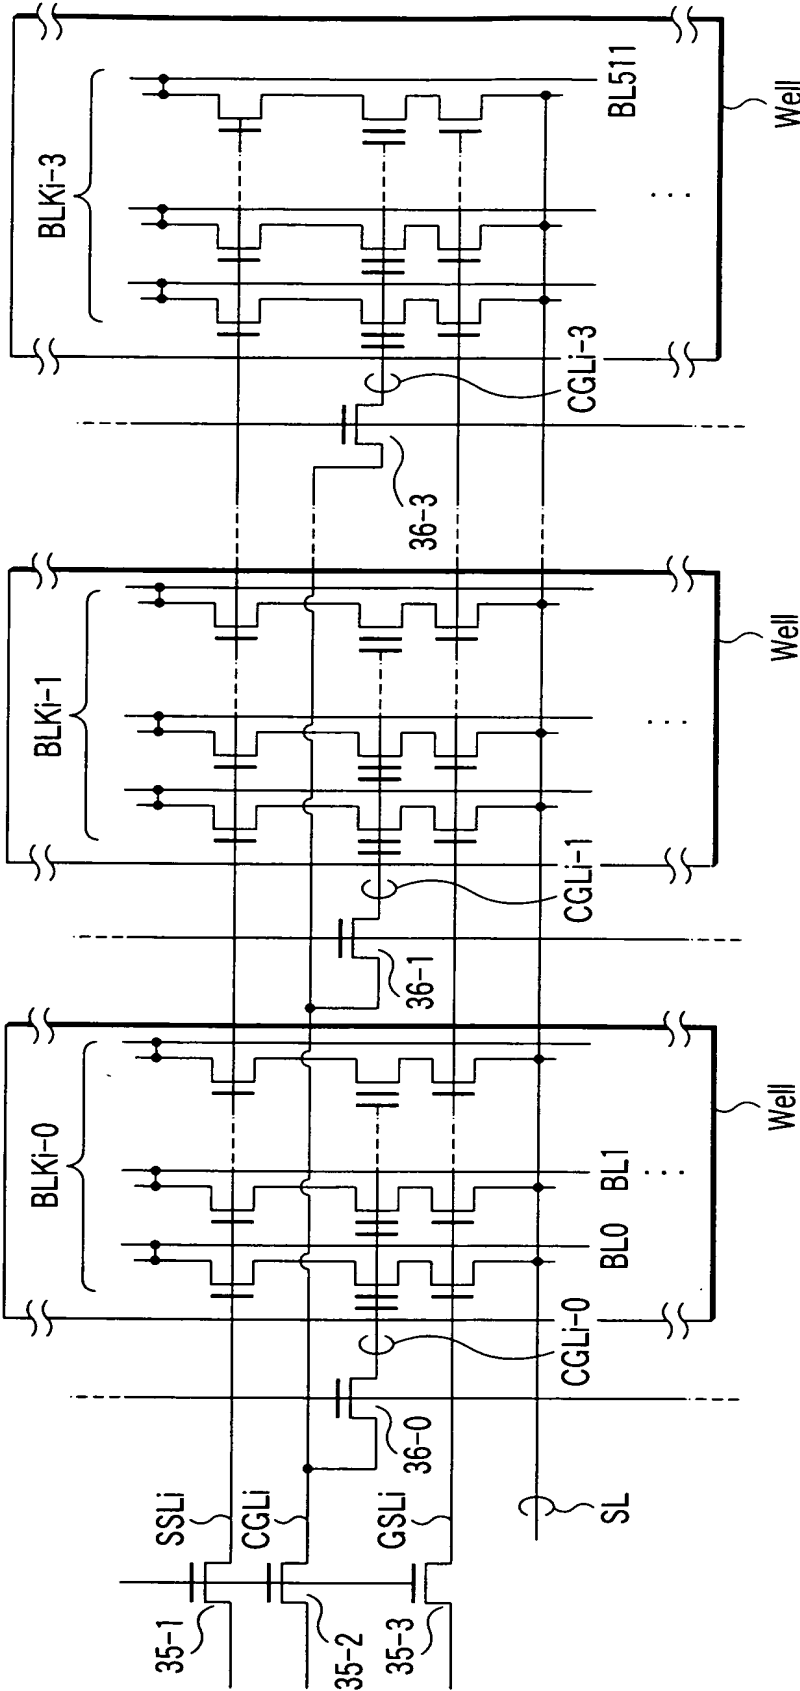 BLKi-0
BLKi-1
BLKi-3
SSLi
CGLi
GSLi
SL
35-1
35-2
35-3
36-0
36-1
36-3
CGLi-0
CGLi-1
CGLi-3
BL0
BL1
. . .
. . .
. . .
BL511
Well
Well
Well